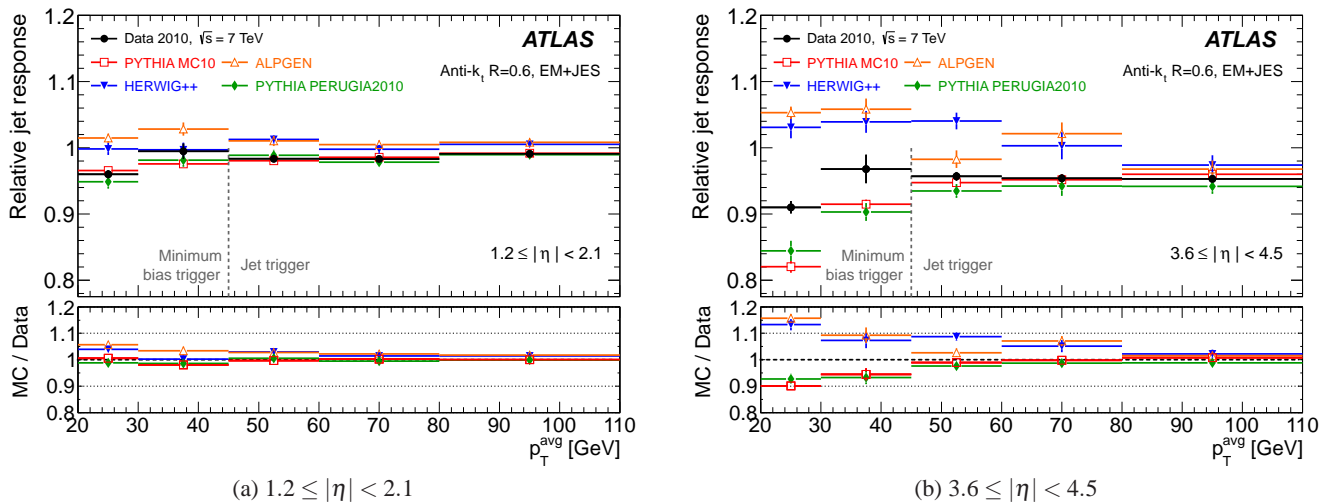 Relative jet response
1.2
1.1
1
0.9
0.8
Data 2010, √s = 7 TeV
PYTHIA MC10
ALPGEN
HERWIG++
PYTHIA PERUGIA2010
ATLAS
Anti-k_t R=0.6, EM+JES
Minimum
bias trigger
Jet trigger
1.2 ≤ | η | < 2.1
MC / Data
1.2
1.1
1.0
0.9
0.8
20 30 40 50 60 70 80 90 100 110
p_T^avg [GeV]
(a) 1.2 ≤ |η| < 2.1
Relative jet response
1.2
1.1
1
0.9
0.8
Data 2010, √s = 7 TeV
PYTHIA MC10
ALPGEN
HERWIG++
PYTHIA PERUGIA2010
ATLAS
Anti-k_t R=0.6, EM+JES
Minimum
bias trigger
Jet trigger
3.6 ≤ | η | < 4.5
MC / Data
1.2
1.1
1.0
0.9
0.8
20 30 40 50 60 70 80 90 100 110
p_T^avg [GeV]
(b) 3.6 ≤ |η| < 4.5